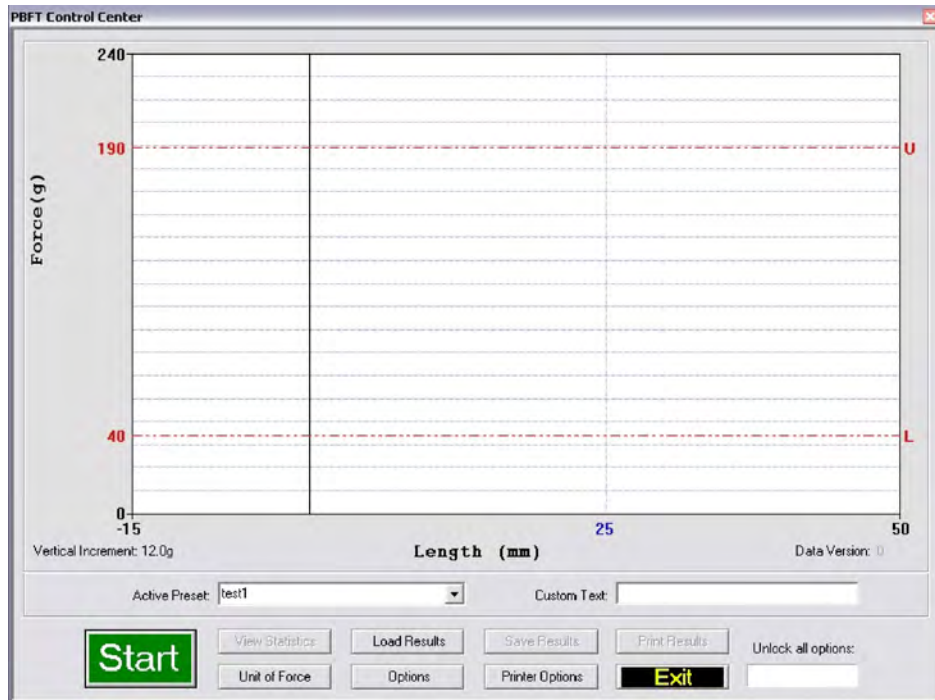 PBFT Control Center
240
190
U
Force(g)
40
L
0
-15
25
50
Vertical Increment: 12.0g
Length (mm)
Data Version: 0
Active Preset: test1
Custom Text:
Start
View Statistics
Load Results
Save Results
Print Results
Unlock all options:
Unit of Force
Options
Printer Options
Exit